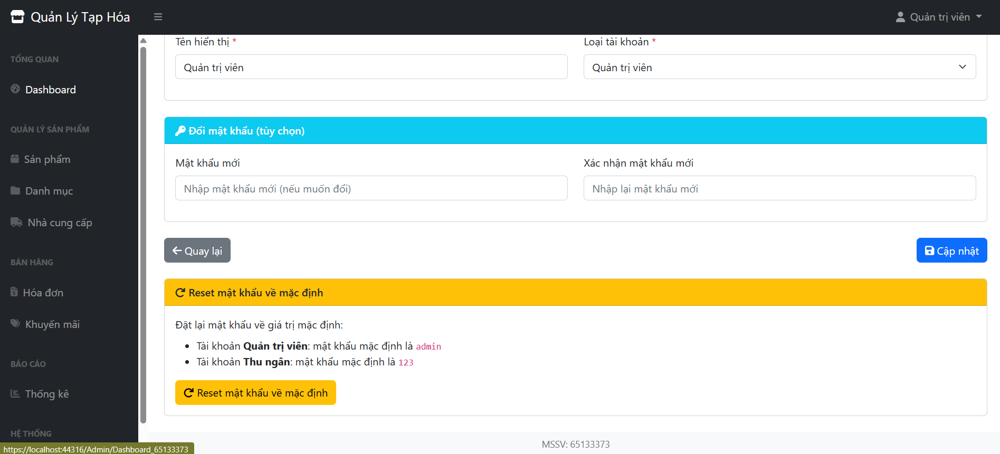 Quản Lý Tạp Hóa
Quản trị viên
TỔNG QUAN
Dashboard
QUẢN LÝ SẢN PHẨM
Sản phẩm
Danh mục
Nhà cung cấp
BÁN HÀNG
Hóa đơn
Khuyến mãi
BÁO CÁO
Thống kê
HỆ THỐNG
https://localhost:44316/Admin/Dashboard_65133373
Tên hiển thị *
Quản trị viên
Loại tài khoản *
Quản trị viên
Đổi mật khẩu (tùy chọn)
Mật khẩu mới
Nhập mật khẩu mới (nếu muốn đổi)
Xác nhận mật khẩu mới
Nhập lại mật khẩu mới
Quay lại
Cập nhật
Reset mật khẩu về mặc định
Đặt lại mật khẩu về giá trị mặc định:
• Tài khoản Quản trị viên: mật khẩu mặc định là admin
• Tài khoản Thu ngân: mật khẩu mặc định là 123
Reset mật khẩu về mặc định
MSSV: 65133373